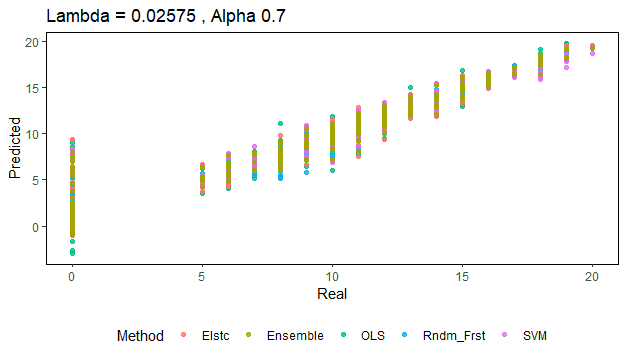 Lambda = 0.02575 , Alpha 0.7
20
15
10
5
0
Predicted
0 5 10 15 20
Real
Method Elstc Ensemble OLS Rndm_Frst SVM